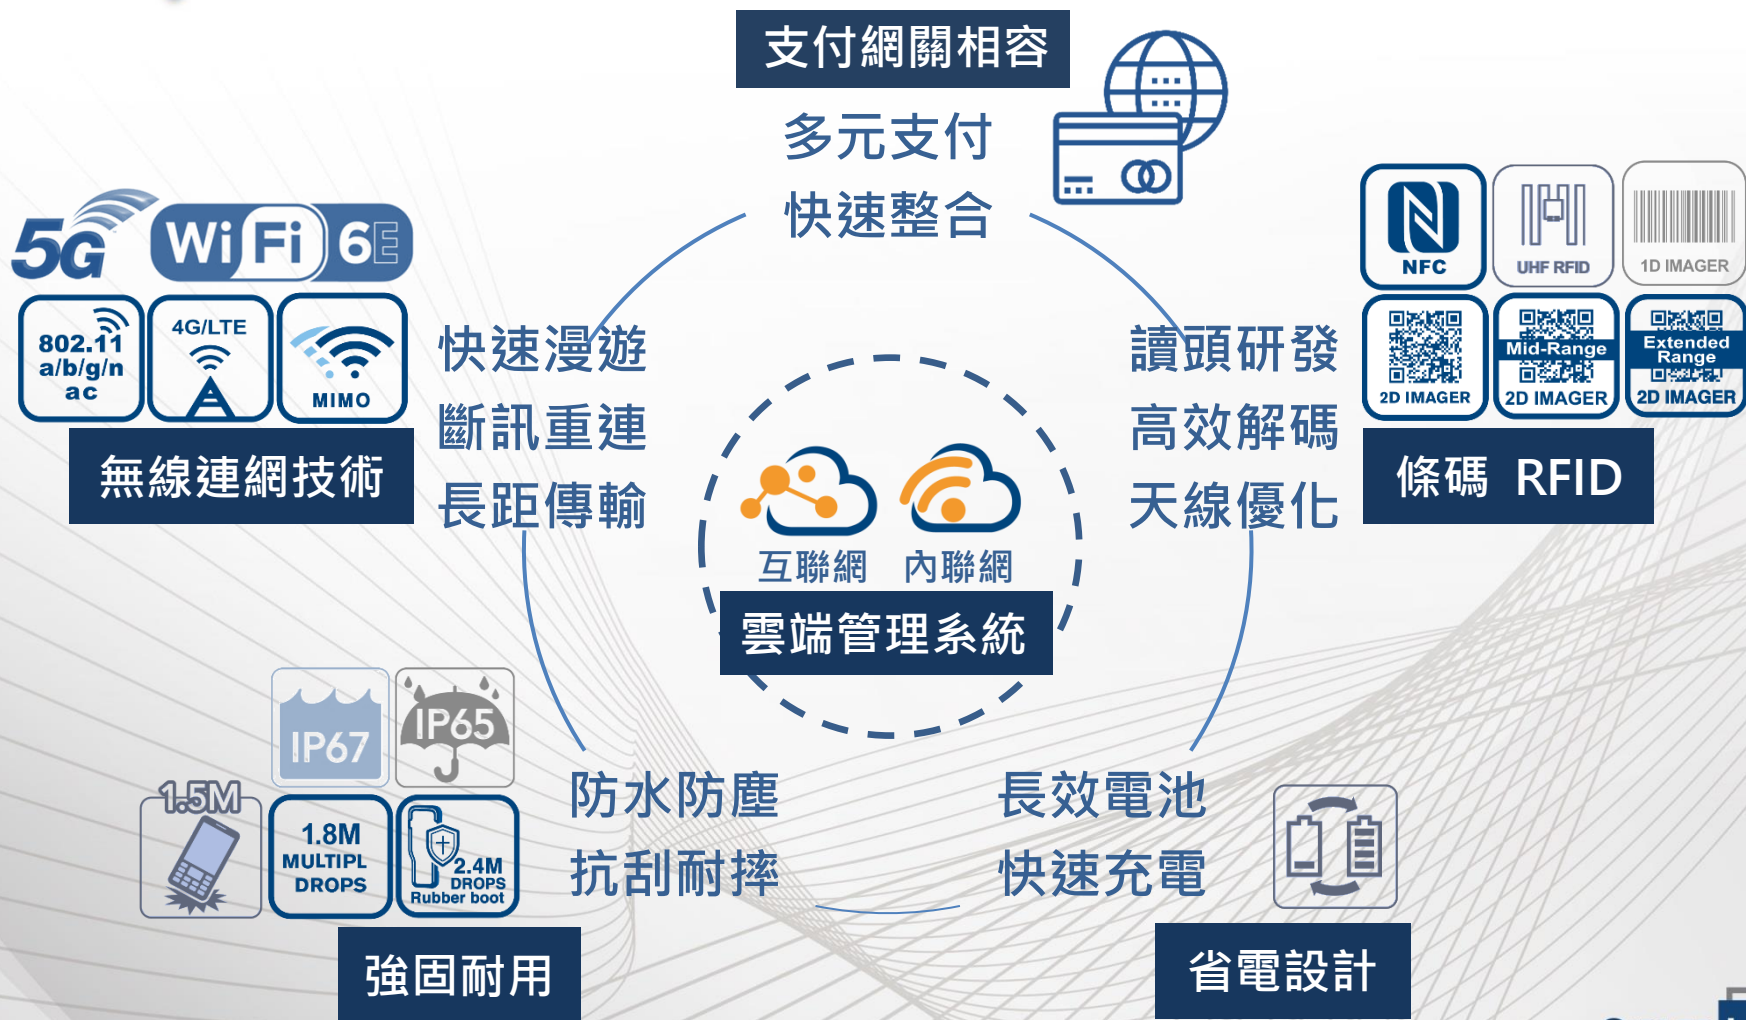 支付網關相容
多元支付
快速整合
5G
WiFi 6E
802.11
a/b/g/n
ac
4G/LTE
MIMO
無線連網技術
快速漫遊
斷訊重連
長距傳輸
NFC
UHF RFID
1D IMAGER
2D IMAGER
Mid-Range
2D IMAGER
Extended
Range
2D IMAGER
讀頭研發
高效解碼
天線優化
條碼 RFID
互聯網
內聯網
雲端管理系統
IP67
IP65
1.5M
1.8M
MULTIPL
DROPS
2.4M
DROPS
Rubber boot
防水防塵
抗刮耐摔
強固耐用
長效電池
快速充電
省電設計